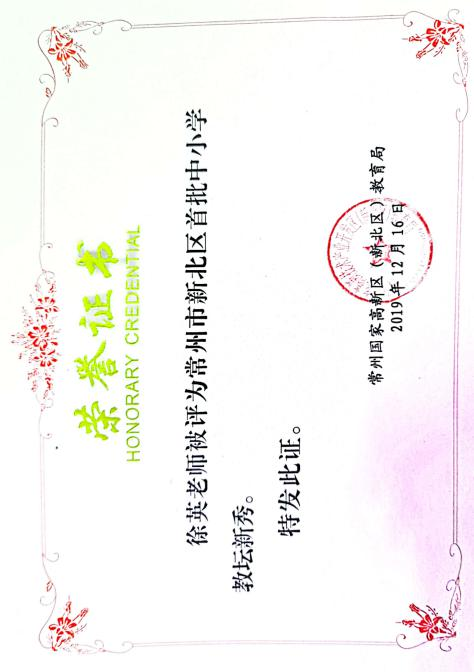 荣誉证书
HONORARY CREDENTIAL
徐英老师被评为常州市新北区首批中小学
教坛新秀。
特发此证。
常州国家高新区（新北区）教育局
2019年12月16日